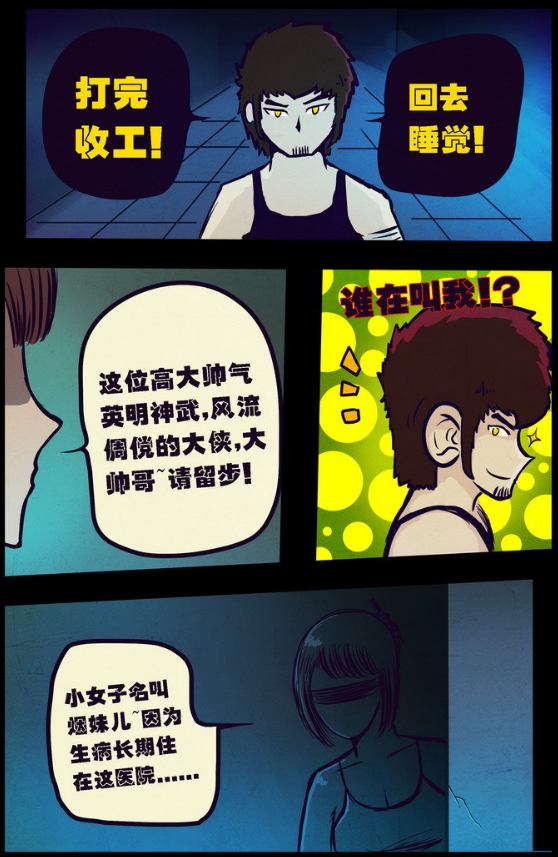 打完
收工!
回去
睡觉!
这位高大帅气
英明神武,风流
倜傥的大侠,大
帅哥~请留步!
谁在叫我!?
小女子名叫
烟妹儿~因为
生病长期住
在这医院......